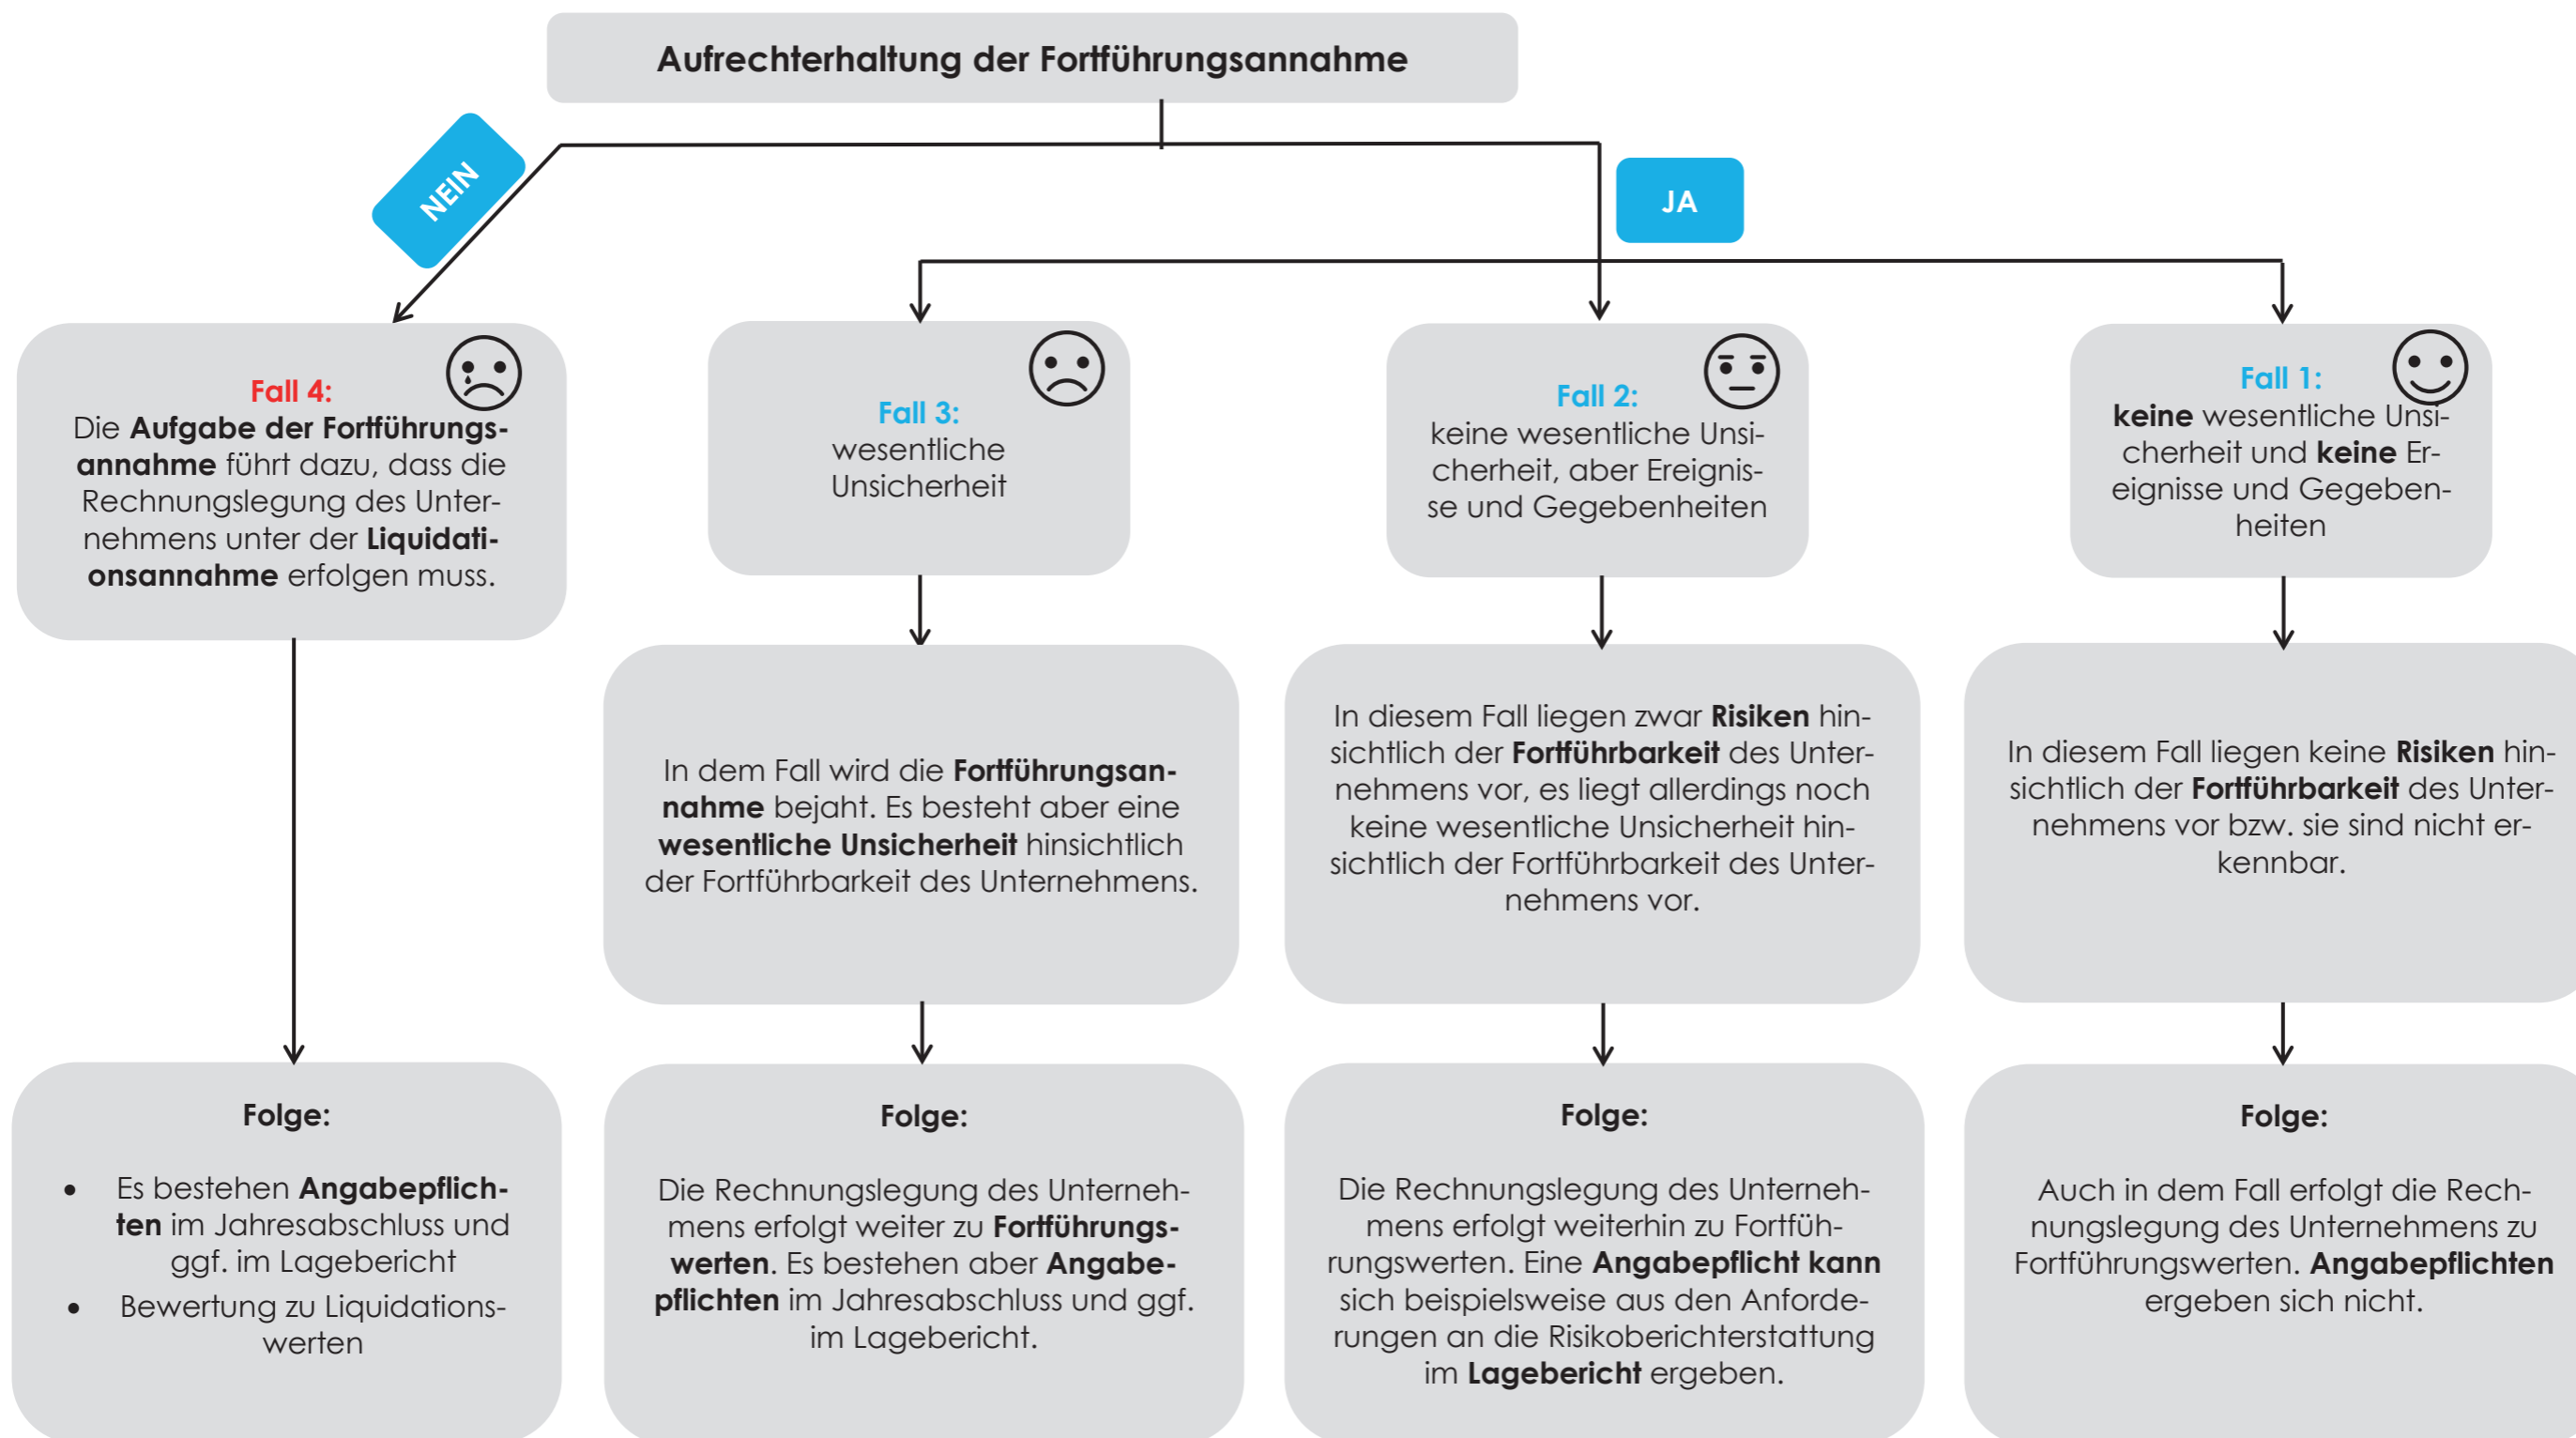 Aufrechterhaltung der Fortführungsannahme
NEIN
JA
Fall 4:
Die Aufgabe der Fortführungs-
annahme führt dazu, dass die
Rechnungslegung des Unter-
nehmens unter der Liquidati-
onsannahme erfolgen muss.
Fall 3:
wesentliche
Unsicherheit
Fall 2:
keine wesentliche Unsi-
cherheit, aber Ereignis-
se und Gegebenheiten
Fall 1:
keine wesentliche Unsi-
cherheit und keine Er-
eignisse und Gegeben-
heiten
In dem Fall wird die Fortführungsan-
nahme bejaht. Es besteht aber eine
wesentliche Unsicherheit hinsichtlich
der Fortführbarkeit des Unternehmens.
In diesem Fall liegen zwar Risiken hin-
sichtlich der Fortführbarkeit des Unter-
nehmens vor, es liegt allerdings noch
keine wesentliche Unsicherheit hin-
sichtlich der Fortführbarkeit des Unter-
nehmens vor.
In diesem Fall liegen keine Risiken hin-
sichtlich der Fortführbarkeit des Unter-
nehmens vor bzw. sie sind nicht er-
kennbar.
Folge:
• Es bestehen Angabepflich-
ten im Jahresabschluss und
ggf. im Lagebericht
• Bewertung zu Liquidations-
werten
Folge:
Die Rechnungslegung des Unterneh-
mens erfolgt weiter zu Fortführungs-
werten. Es bestehen aber Angabe-
pflichten im Jahresabschluss und ggf.
im Lagebericht.
Folge:
Die Rechnungslegung des Unterneh-
mens erfolgt weiterhin zu Fortfüh-
rungswerten. Eine Angabepflicht kann
sich beispielsweise aus den Anforde-
rungen an die Risikoberichterstattung
im Lagebericht ergeben.
Folge:
Auch in dem Fall erfolgt die Rech-
nungslegung des Unternehmens zu
Fortführungswerten. Angabepflichten
ergeben sich nicht.